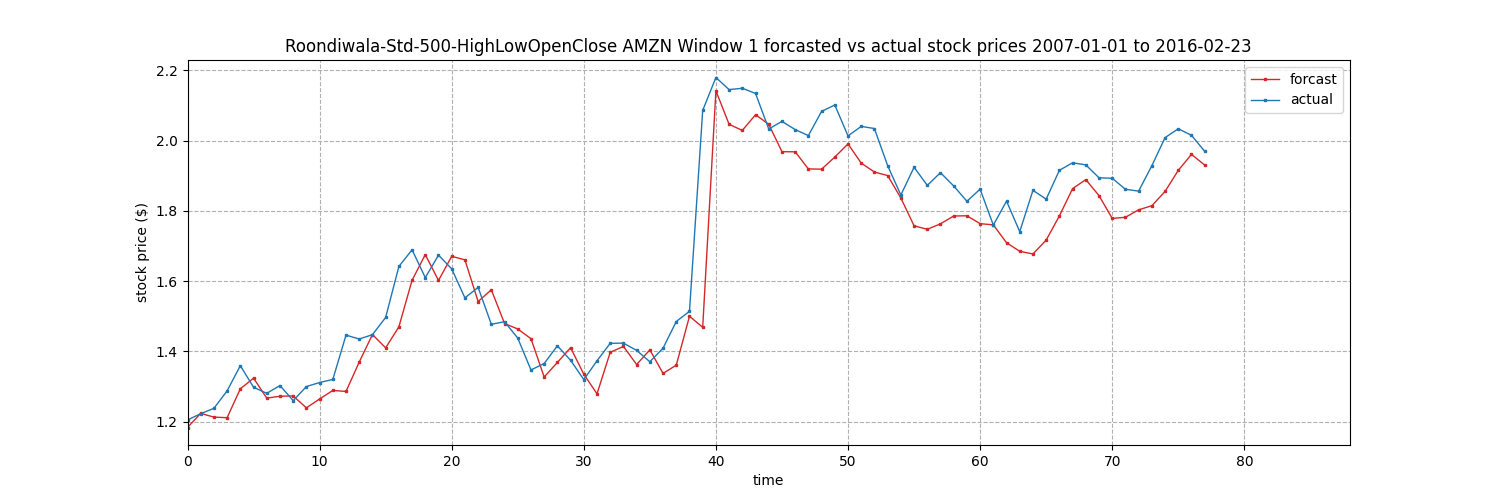 Roondiwala-Std-500-HighLowOpenClose AMZN Window 1 forcasted vs actual stock prices 2007-01-01 to 2016-02-23
forcast
actual
stock price ($)
2.2
2.0
1.8
1.6
1.4
1.2
0 10 20 30 40 50 60 70 80
time